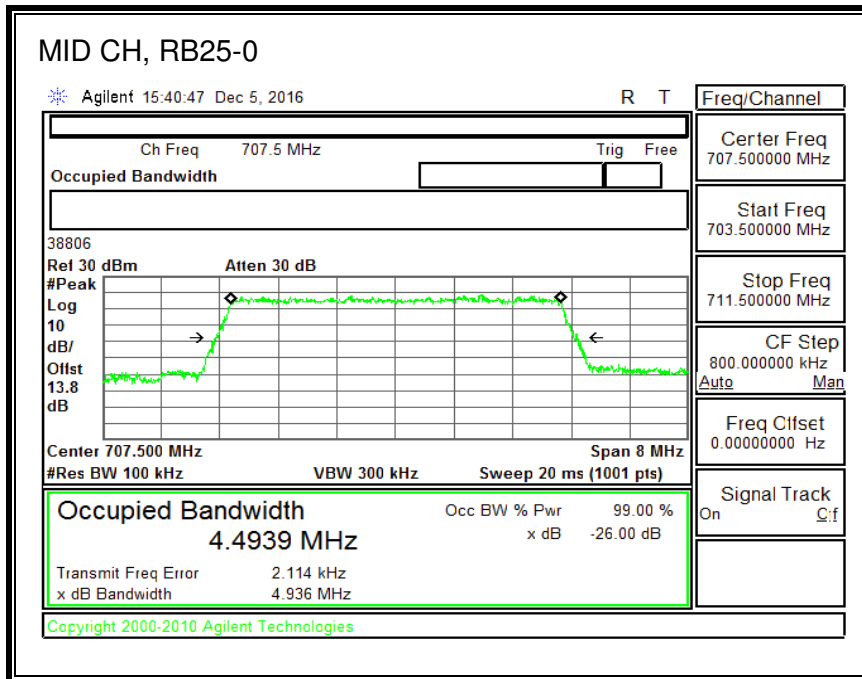 MID CH, RB25-0
Agilent 15:40:47 Dec 5, 2016 R T
Freq/Channel
Ch Freq 707.5 MHz Trig Free
Occupied Bandwidth
Center Freq
707.500000 MHz
Start Freq
703.500000 MHz
Stop Freq
711.500000 MHz
CF Step
800.000000 kHz
Auto Man
Freq Offset
0.00000000 Hz
Signal Track
On Off
38806
Ref 30 dBm Atten 30 dB
#Peak
Log
10
dB/
Offst
13.8
dB
Center 707.500 MHz Span 8 MHz
#Res BW 100 kHz VBW 300 kHz Sweep 20 ms (1001 pts)
Occupied Bandwidth
4.4939 MHz
Occ BW % Pwr 99.00 %
x dB -26.00 dB
Transmit Freq Error 2.114 kHz
x dB Bandwidth 4.936 MHz
Copyright 2000-2010 Agilent Technologies